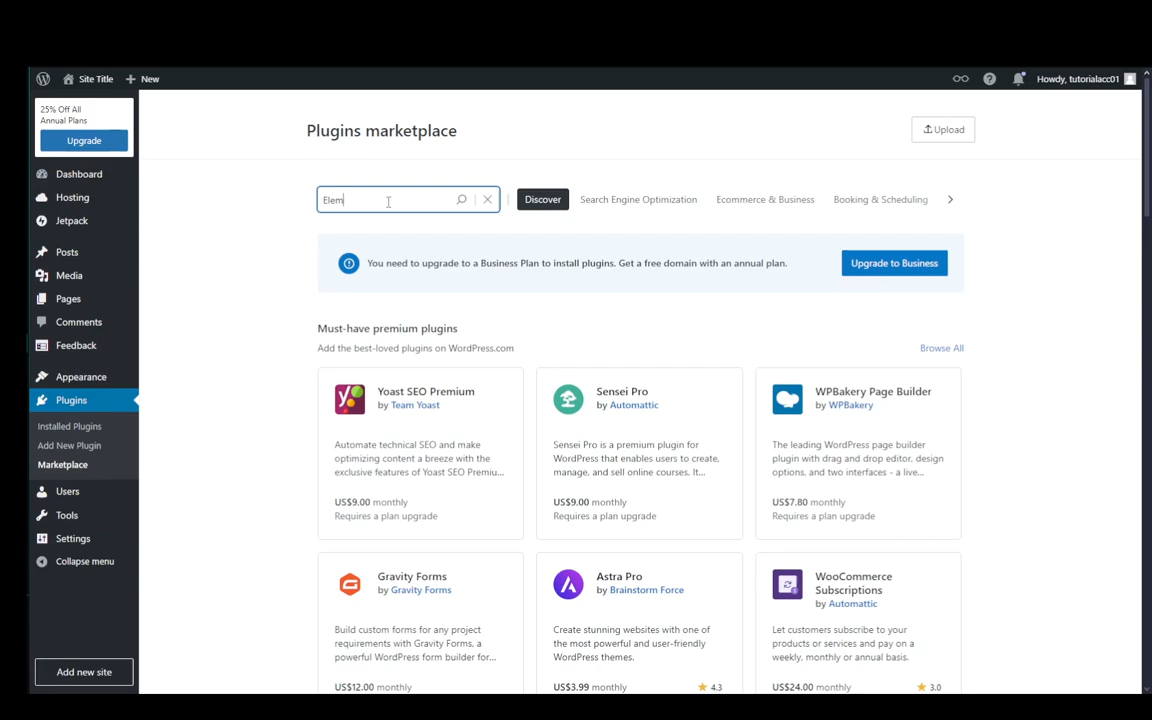 Site Title
New
Howdy, tutorialacc01
25% Off All
Annual Plans
Upgrade
Dashboard
Hosting
Jetpack
Posts
Media
Pages
Comments
Feedback
Appearance
Plugins
Installed Plugins
Add New Plugin
Marketplace
Users
Tools
Settings
Collapse menu
Add new site
Plugins marketplace
Upload
Elem
Discover
Search Engine Optimization
Ecommerce & Business
Booking & Scheduling
You need to upgrade to a Business Plan to install plugins. Get a free domain with an annual plan.
Upgrade to Business
Must-have premium plugins
Add the best-loved plugins on WordPress.com
Browse All
Yoast SEO Premium
by Team Yoast
Automate technical SEO and make
optimizing content a breeze with the
exclusive features of Yoast SEO Premiu...
US$9.00 monthly
Requires a plan upgrade
Sensei Pro
by Automattic
Sensei Pro is a premium plugin for
WordPress that enables users to create,
manage, and sell online courses. It...
US$9.00 monthly
Requires a plan upgrade
WPBakery Page Builder
by WPBakery
The leading WordPress page builder
plugin with drag and drop editor, design
options, and two interfaces - a live...
US$7.80 monthly
Requires a plan upgrade
Gravity Forms
by Gravity Forms
Build custom forms for any project
requirements with Gravity Forms, a
powerful WordPress form builder for...
US$12.00 monthly
Astra Pro
by Brainstorm Force
Create stunning websites with one of
the most powerful and user-friendly
WordPress themes.
US$3.99 monthly
4.3
WooCommerce
Subscriptions
by Automattic
Let customers subscribe to your
products or services and pay on a
weekly, monthly or annual basis.
US$24.00 monthly
3.0